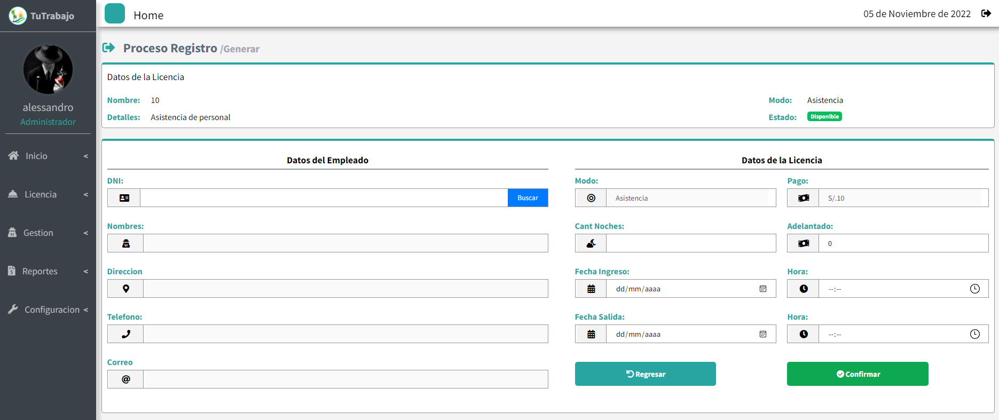 TuTrabajo
Home
05 de Noviembre de 2022
alessandro
Administrador
Inicio <
Licencia <
Gestion <
Reportes <
Configuracion <
Proceso Registro /Generar
Datos de la Licencia
Nombre: 10
Modo: Asistencia
Detalles: Asistencia de personal
Estado: Disponible
Datos del Empleado
DNI:
Buscar
Nombres:
Direccion
Telefono:
Correo
@
Datos de la Licencia
Modo:
Asistencia
Pago:
S/.10
Cant Noches:
Adelantado:
0
Fecha Ingreso:
dd/mm/aaaa
Hora:
--:--
Fecha Salida:
dd/mm/aaaa
Hora:
--:--
Regresar
Confirmar